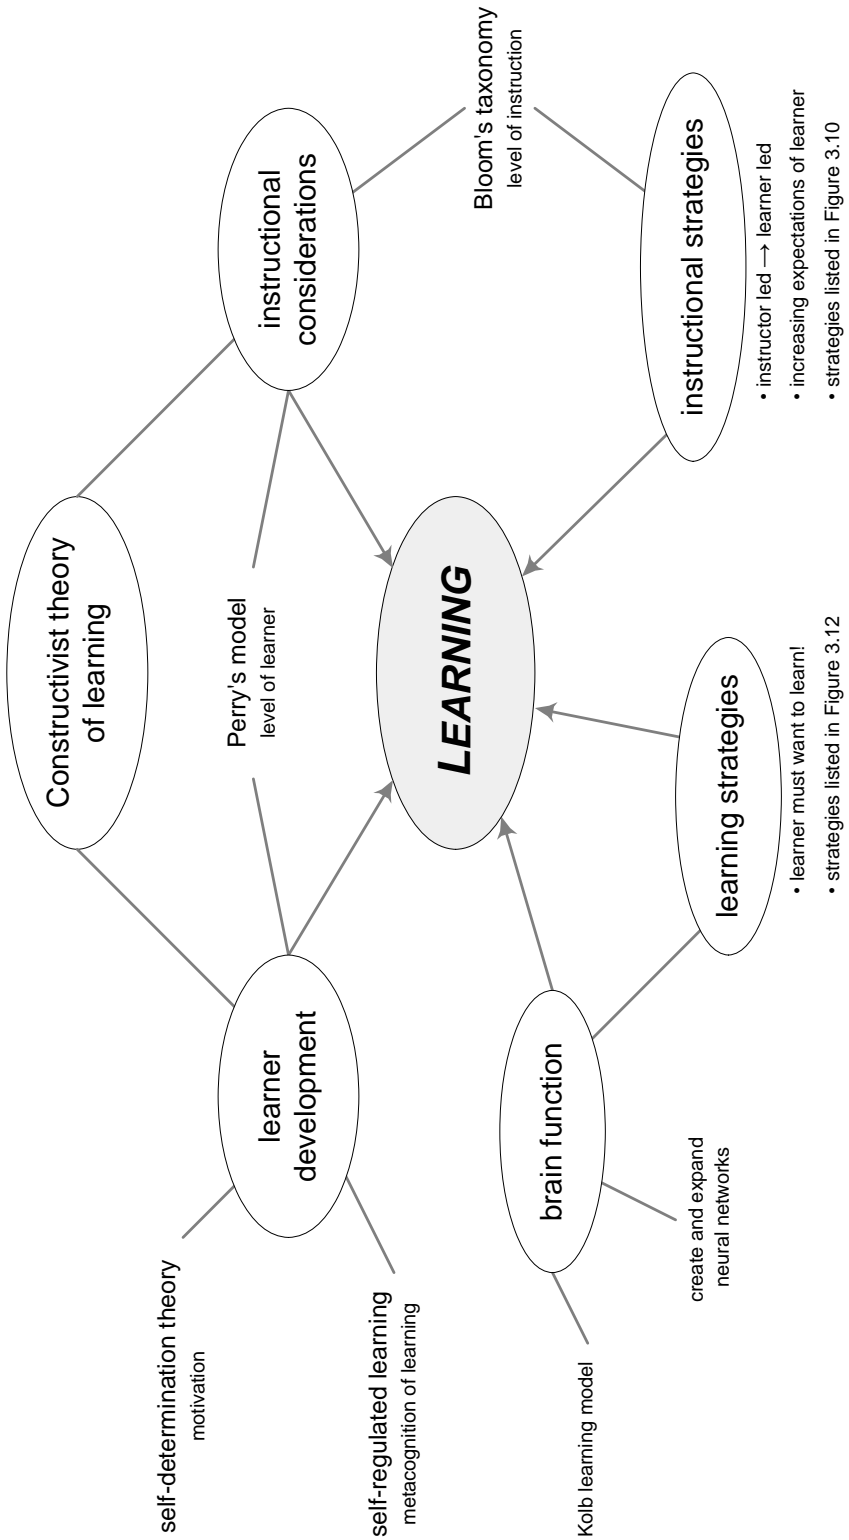 Constructivist theory
of learning
self-determination theory
motivation
learner
development
Perry's model
level of learner
instructional
considerations
self-regulated learning
metacognition of learning
LEARNING
Bloom's taxonomy
level of instruction
Kolb learning model
brain function
create and expand
neural networks
learning strategies
• learner must want to learn!
• strategies listed in Figure 3.12
instructional strategies
• instructor led → learner led
• increasing expectations of learner
• strategies listed in Figure 3.10